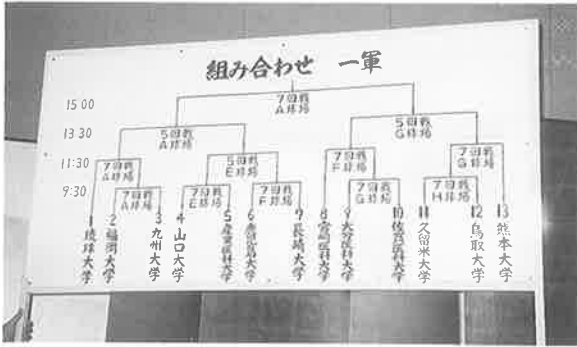 組み合わせ 一軍
15 00
7回戦
A球場
13 30
5回戦
A球場
5回戦
G球場
11:30
7回戦
A球場
5回戦
E球場
7回戦
F球場
7回戦
G球場
9:30
7回戦
A球場
7回戦
E球場
7回戦
F球場
7回戦
G球場
7回戦
H球場
1 琉球大学
2 福岡大学
3 九州大学
4 山口大学
5 産業医科大学
6 鹿児島大学
7 長崎大学
8 宮崎医科大学
9 大分医科大学
10 佐賀医科大学
11 久留米大学
12 鳥取大学
13 熊本大学